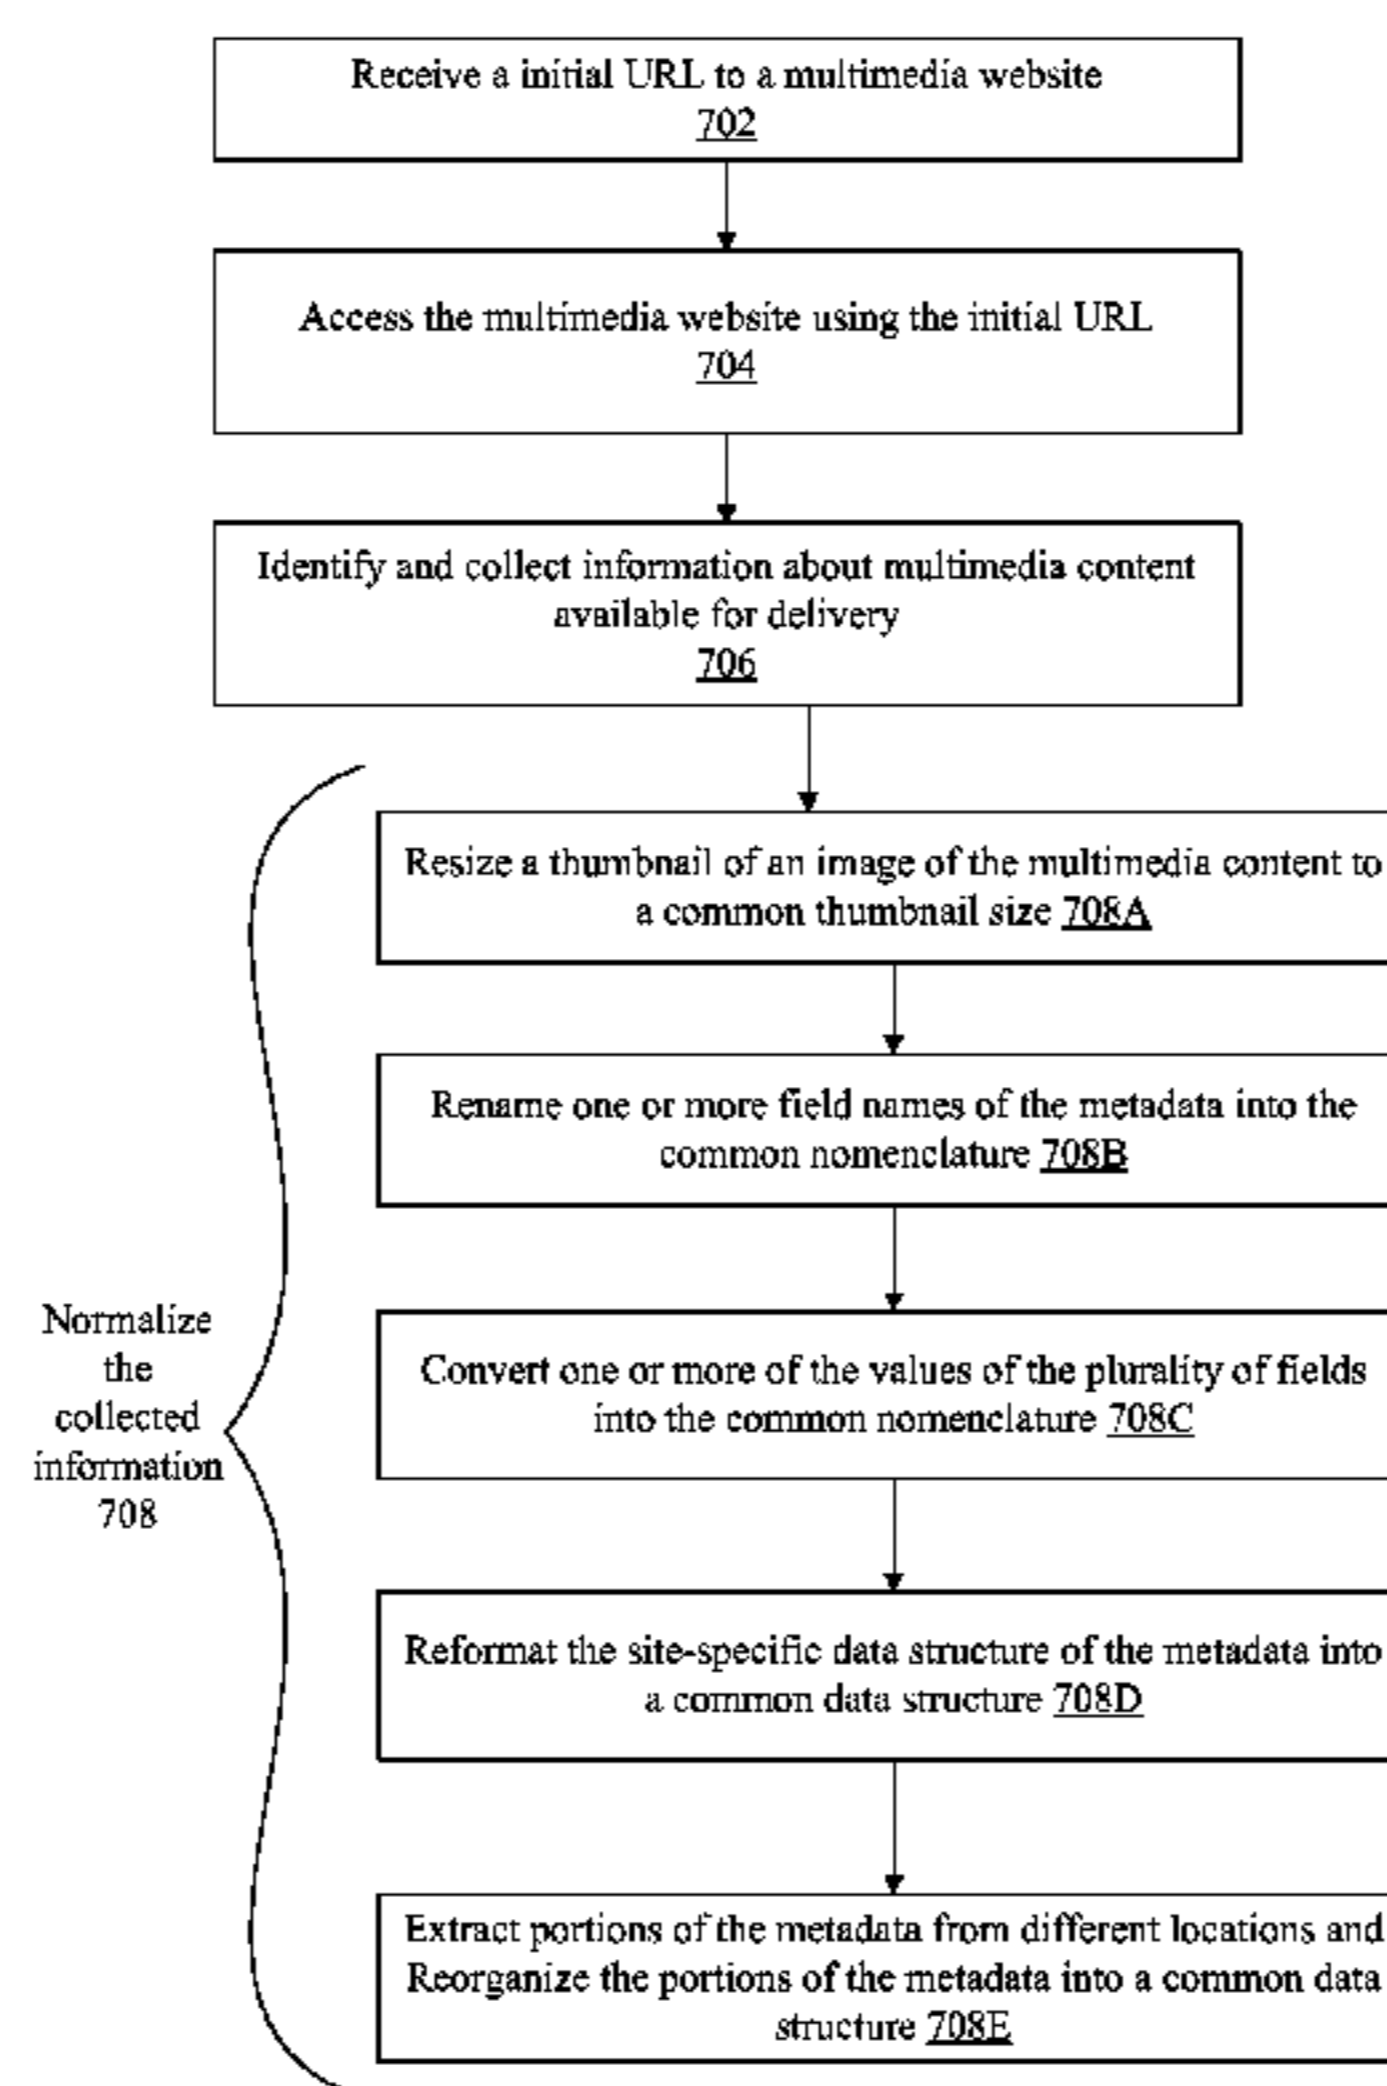 Receive a initial URL to a multimedia website
702
Access the multimedia website using the initial URL
704
Identify and collect information about multimedia content
available for delivery
706
Resize a thumbnail of an image of the multimedia content to
a common thumbnail size 708A
Rename one or more field names of the metadata into the
common nomenclature 708B
Convert one or more of the values of the plurality of fields
into the common nomenclature 708C
Reformat the site-specific data structure of the metadata into
a common data structure 708D
Extract portions of the metadata from different locations and
Reorganize the portions of the metadata into a common data
structure 708E
Normalize
the
collected
information
708